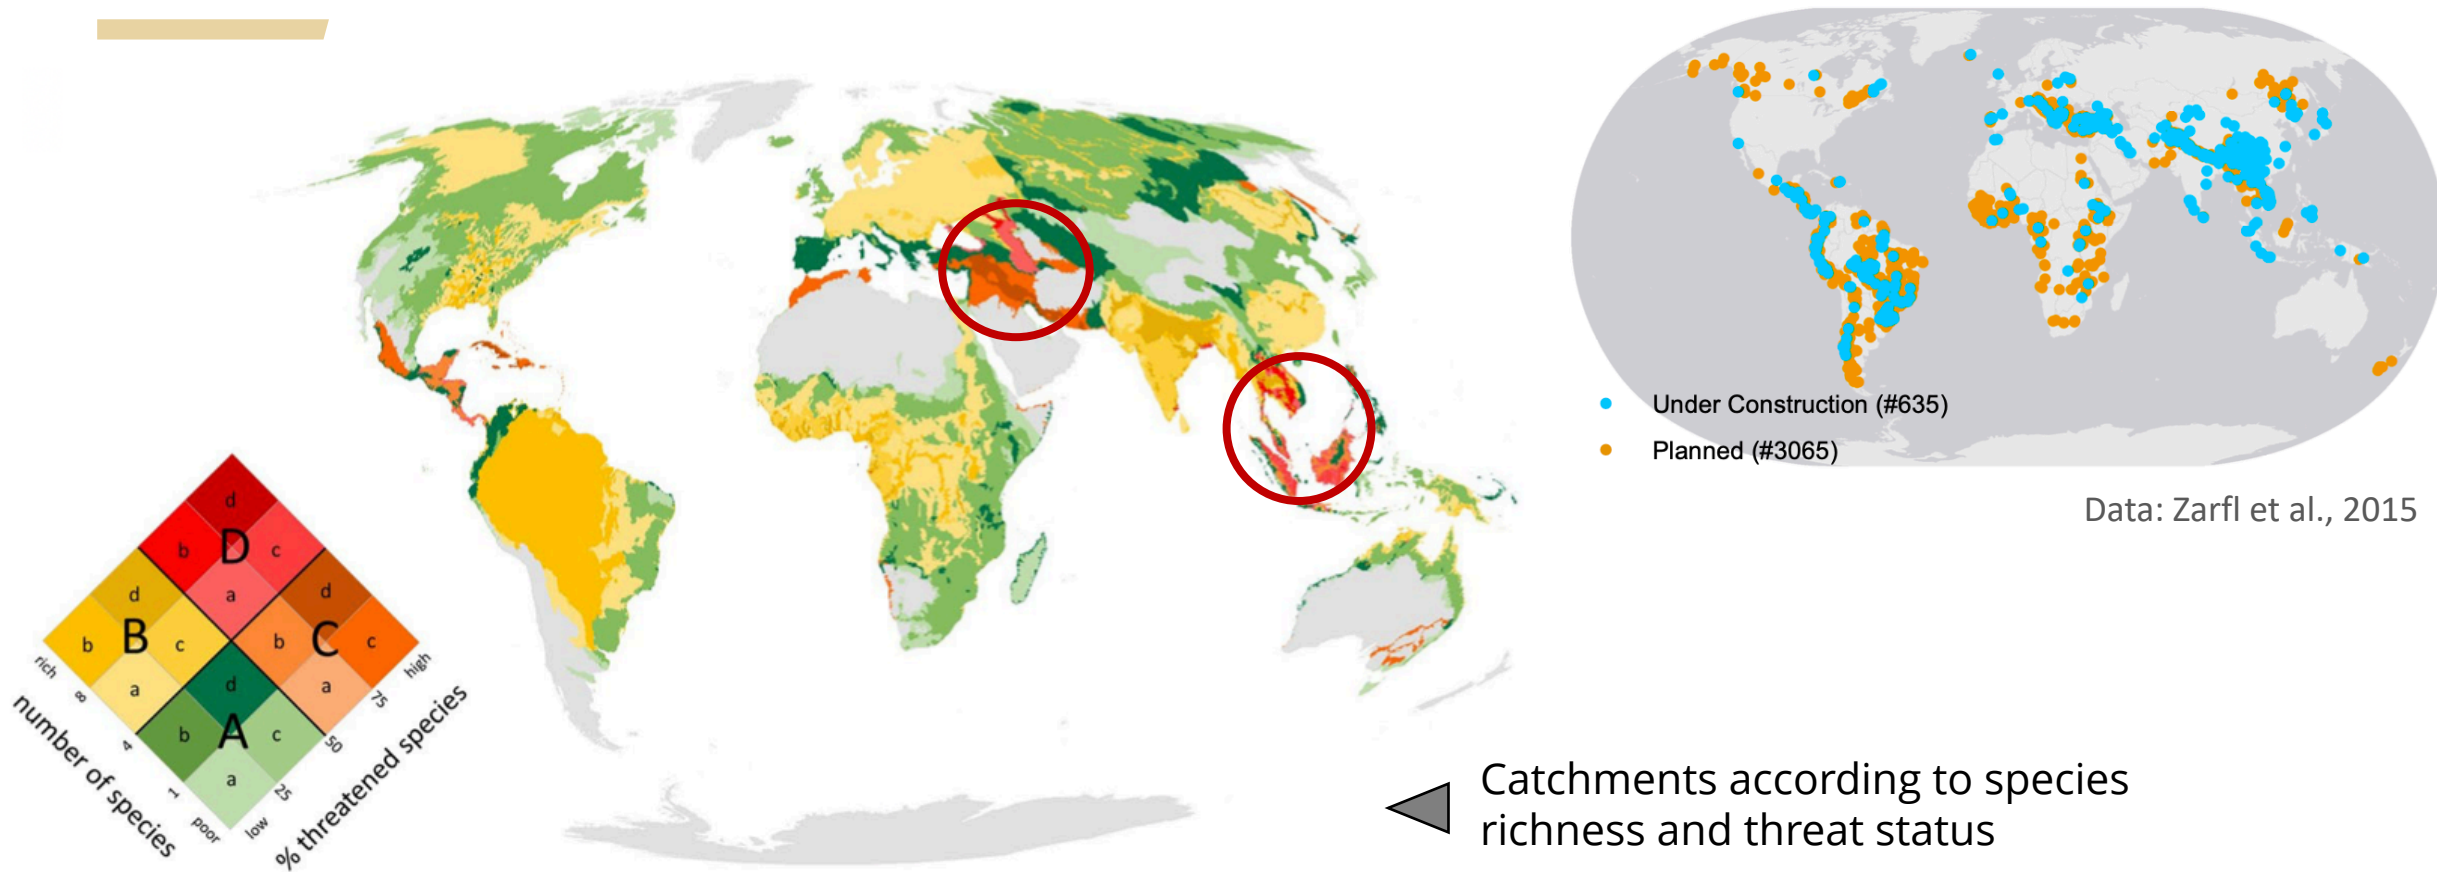 Under Construction (#635)
Planned (#3065)
Data: Zarfl et al., 2015
d
b D c
a
d
b B c
a
d
b C c
a
d
b A c
a
rich
8
4
1
poor
number of species
high
75
50
25
low
% threatened species
Catchments according to species
richness and threat status